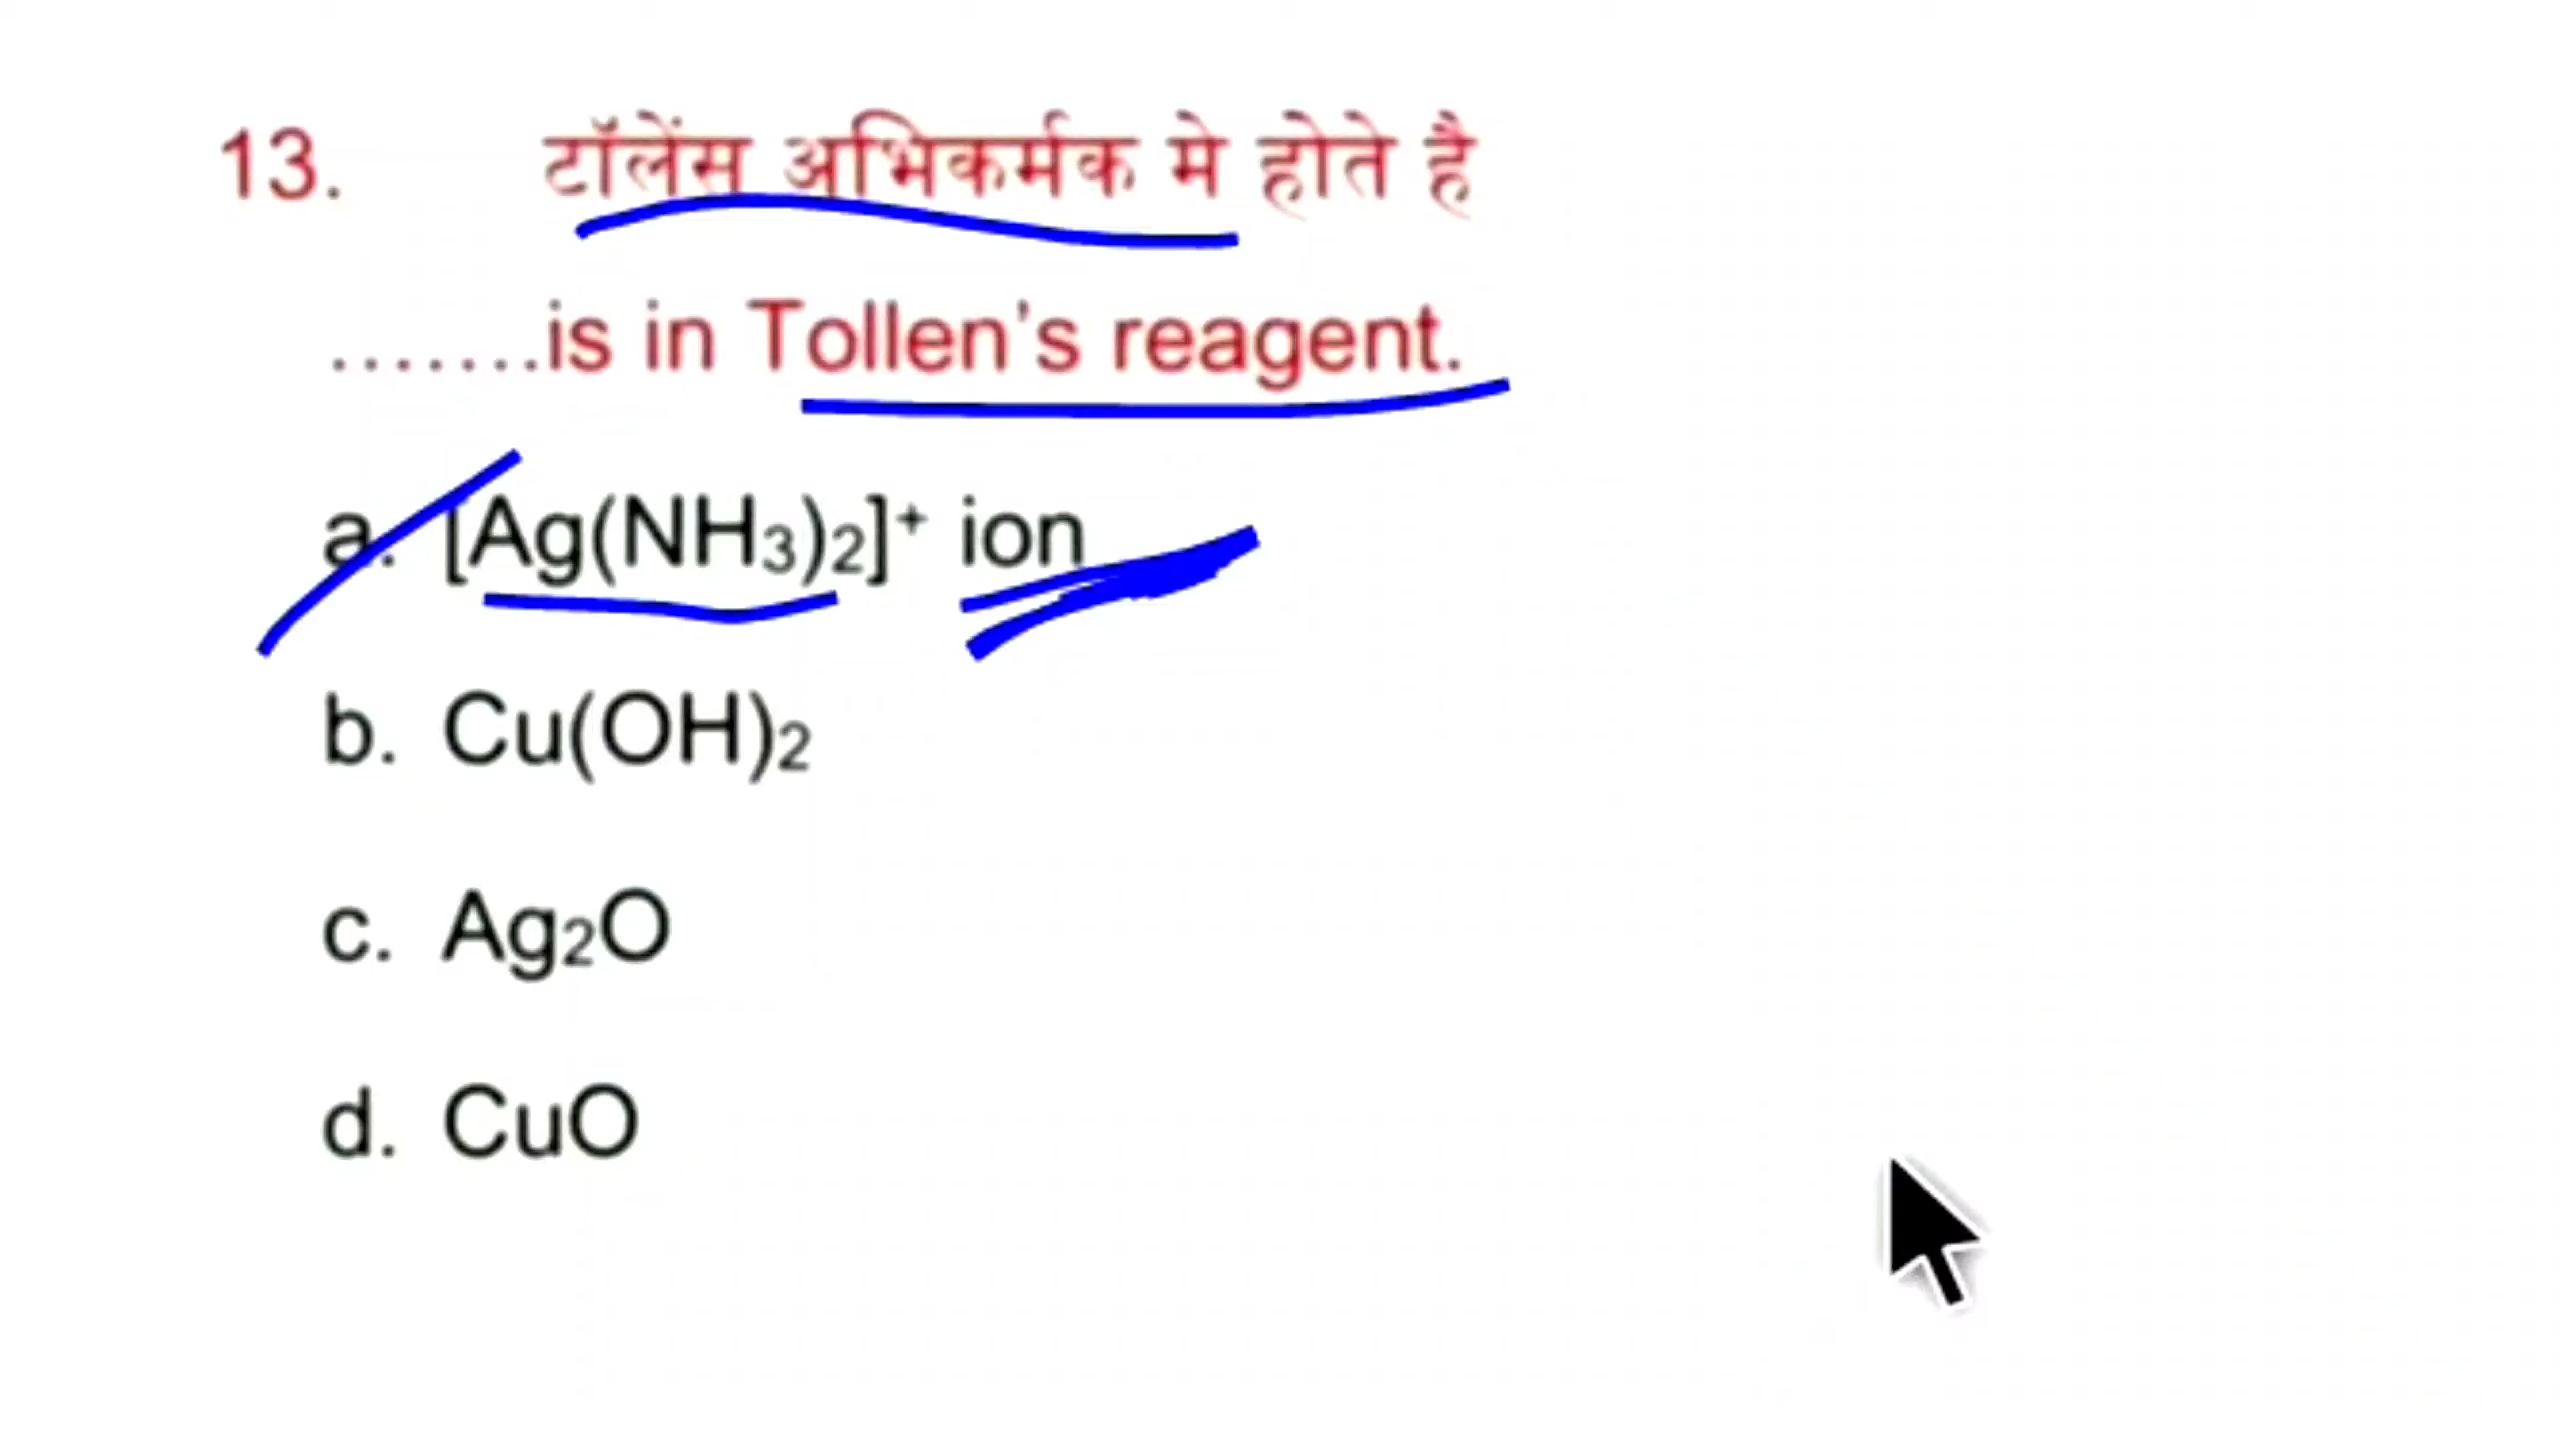 13. टॉलेंस अभिकर्मक मे होते है
.......is in Tollen’s reagent.
a. [Ag(NH₃)₂]⁺ ion
b. Cu(OH)₂
c. Ag₂O
d. CuO